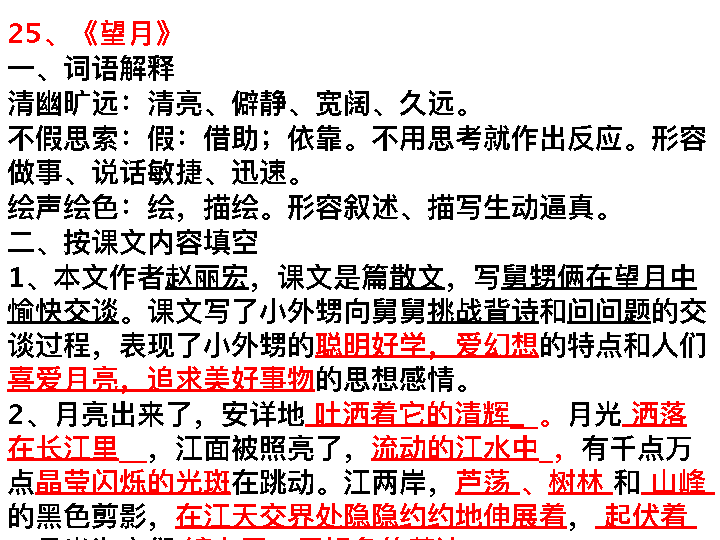 25、《望月》
一、词语解释
清幽旷远：清亮、僻静、宽阔、久远。
不假思索：假：借助；依靠。不用思考就作出反应。形容
做事、说话敏捷、迅速。
绘声绘色：绘，描绘。形容叙述、描写生动逼真。
二、按课文内容填空
1、本文作者赵丽宏，课文是篇散文，写舅甥俩在望月中
愉快交谈。课文写了小外甥向舅舅挑战背诗和问问题的交
谈过程，表现了小外甥的聪明好学，爱幻想的特点和人们
喜爱月亮，追求美好事物的思想感情。
2、月亮出来了，安详地 吐洒着它的清辉_ 。月光 洒落
在长江里__，江面被照亮了，流动的江水中_，有千点万
点晶莹闪烁的光斑在跳动。江两岸，芦荡 、树林 和 山峰
的黑色剪影，在江天交界处隐隐约约地伸展着， 起伏着